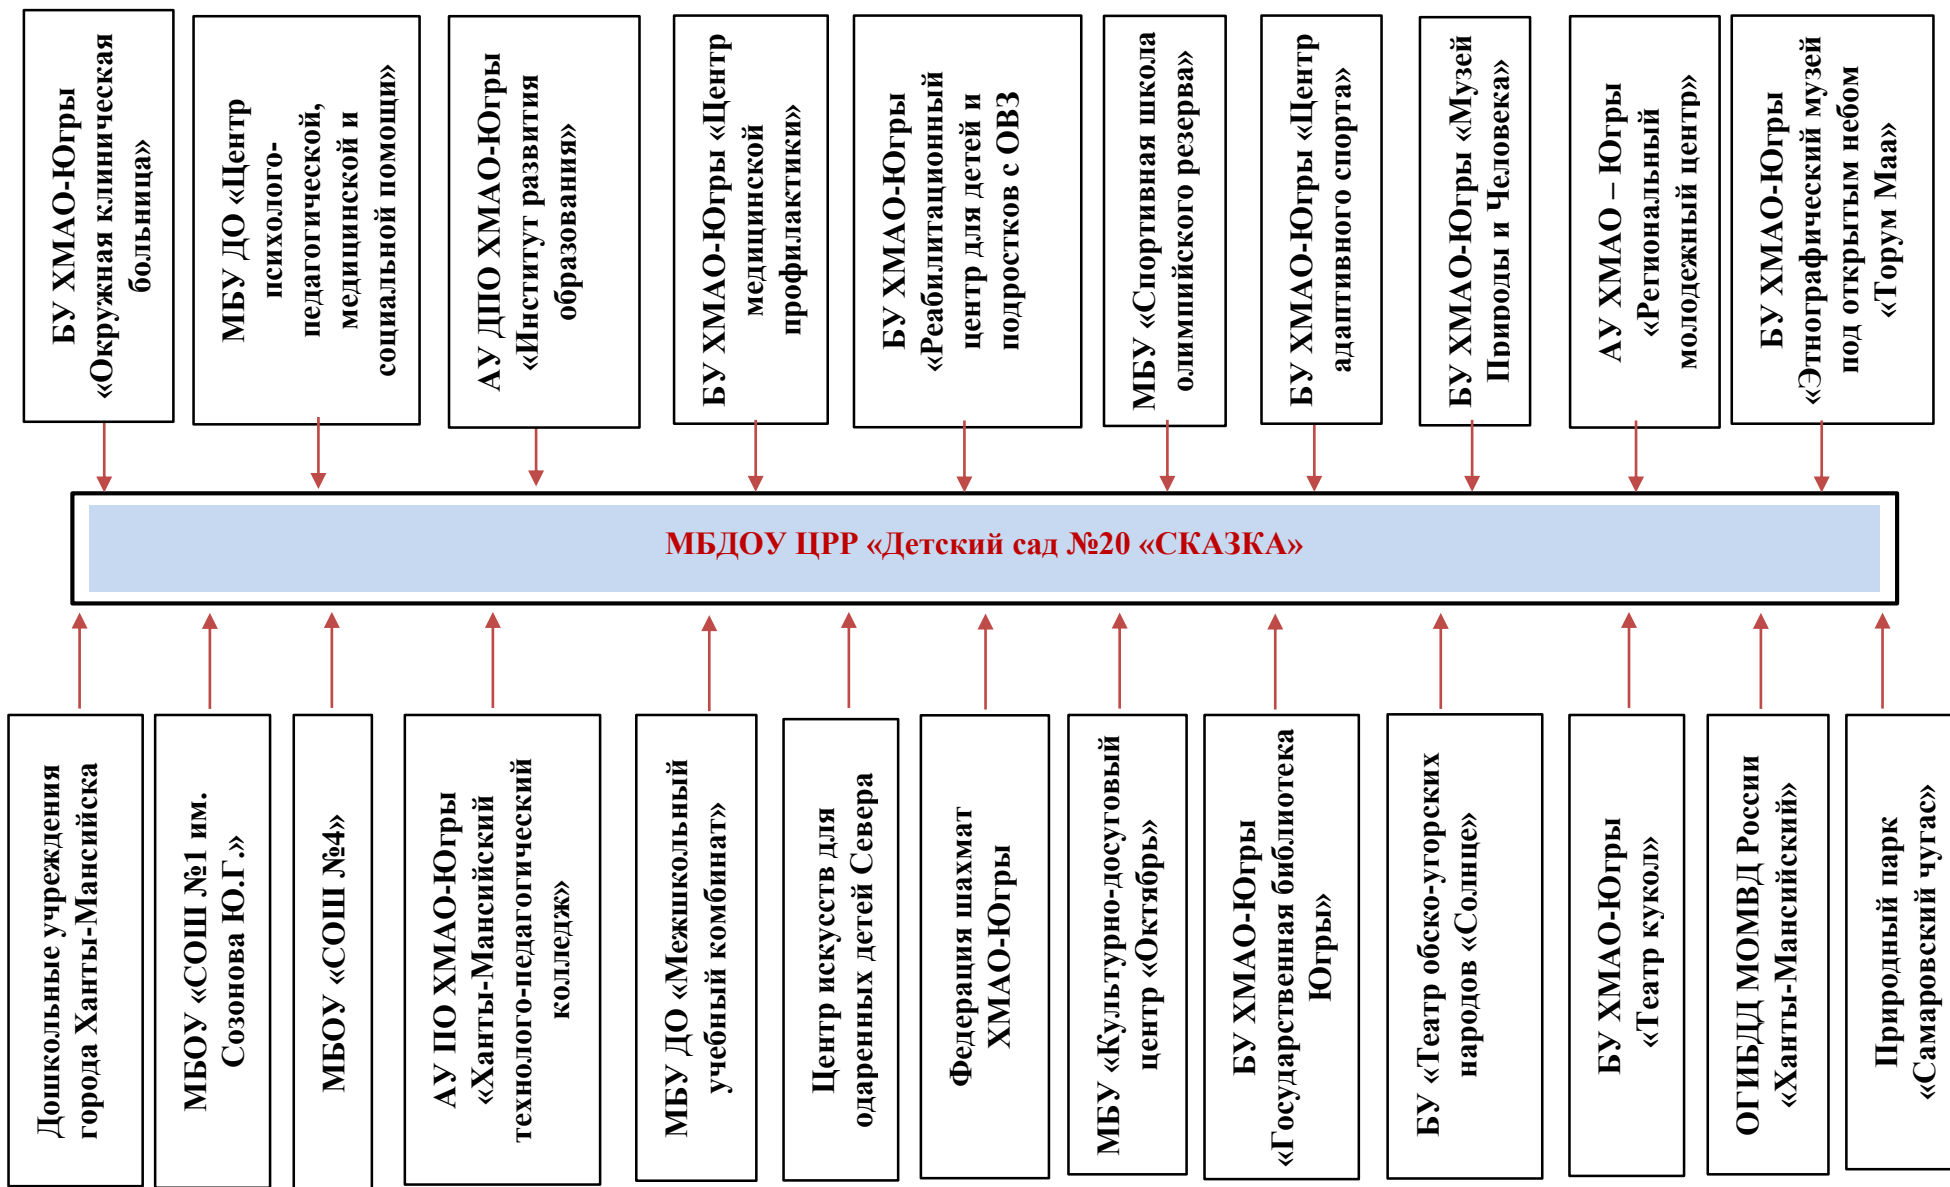 БУ ХМАО-Югры
«Окружная клиническая
больница»
МБУ ДО «Центр
психолого-
педагогической,
медицинской и
социальной помощи»
АУ ДПО ХМАО-Югры
«Институт развития
образования»
БУ ХМАО-Югры «Центр
медицинской
профилактики»
БУ ХМАО-Югры
«Реабилитационный
центр для детей и
подростков с ОВЗ
МБУ «Спортивная школа
олимпийского резерва»
БУ ХМАО-Югры «Центр
адаптивного спорта»
БУ ХМАО-Югры «Музей
Природы и Человека»
АУ ХМАО – Югры
«Региональный
молодежный центр»
БУ ХМАО-Югры
«Этнографический музей
под открытым небом
«Торум Маа»
МБДОУ ЦРР «Детский сад №20 «СКАЗКА»
Дошкольные учреждения
города Ханты-Мансийска
МБОУ «СОШ №1 им.
Созонова Ю.Г.»
МБОУ «СОШ №4»
АУ ПО ХМАО-Югры
«Ханты-Мансийский
технолого-педагогический
колледж»
МБУ ДО «Межшкольный
учебный комбинат»
Центр искусств для
одаренных детей Севера
Федерация шахмат
ХМАО-Югры
МБУ «Культурно-досуговый
центр «Октябрь»
БУ ХМАО-Югры
«Государственная библиотека
Югры»
БУ «Театр обско-угорских
народов «Солнце»
БУ ХМАО-Югры
«Театр кукол»
ОГИБДД МОМВД России
«Ханты-Мансийский»
Природный парк
«Самаровский чугас»